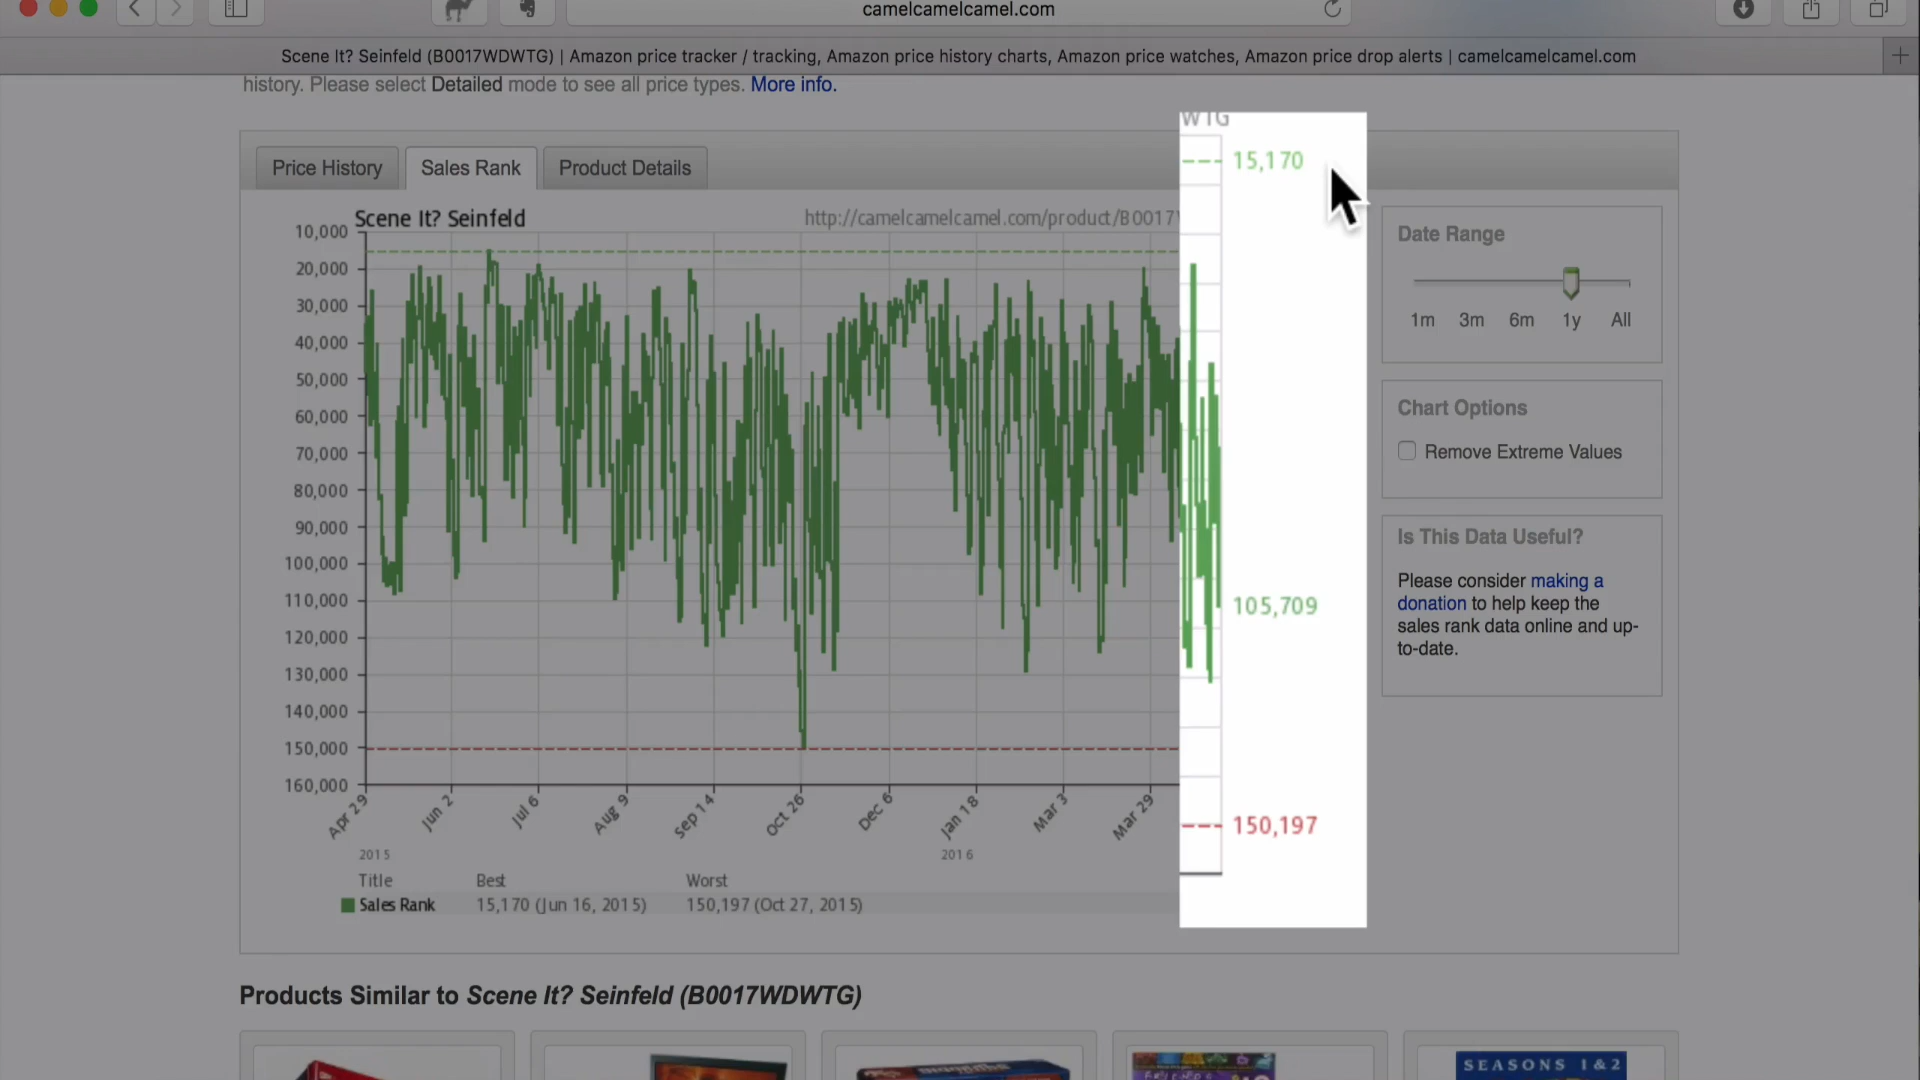 camelcamelcamel.com
Scene It? Seinfeld (B0017WDWTG) | Amazon price tracker / tracking, Amazon price history charts, Amazon price watches, Amazon price drop alerts | camelcamelcamel.com
history. Please select Detailed mode to see all price types. More info.
Price History
Sales Rank
Product Details
Scene It? Seinfeld
http://camelcamelcamel.com/product/B0017
WTG
10,000
20,000
30,000
40,000
50,000
60,000
70,000
80,000
90,000
100,000
110,000
120,000
130,000
140,000
150,000
160,000
15,170
105,709
150,197
Apr 29
Jun 2
Jul 6
Aug 9
Sep 14
Oct 26
Dec 6
Jan 18
Mar 3
Mar 29
2015
2016
Title Best Worst
Sales Rank 15,170 (Jun 16, 2015) 150,197 (Oct 27, 2015)
Date Range
1m 3m 6m 1y All
Chart Options
Remove Extreme Values
Is This Data Useful?
Please consider making a
donation to help keep the
sales rank data online and up-
to-date.
Products Similar to Scene It? Seinfeld (B0017WDWTG)
FRIENDS
SEASONS 1 & 2